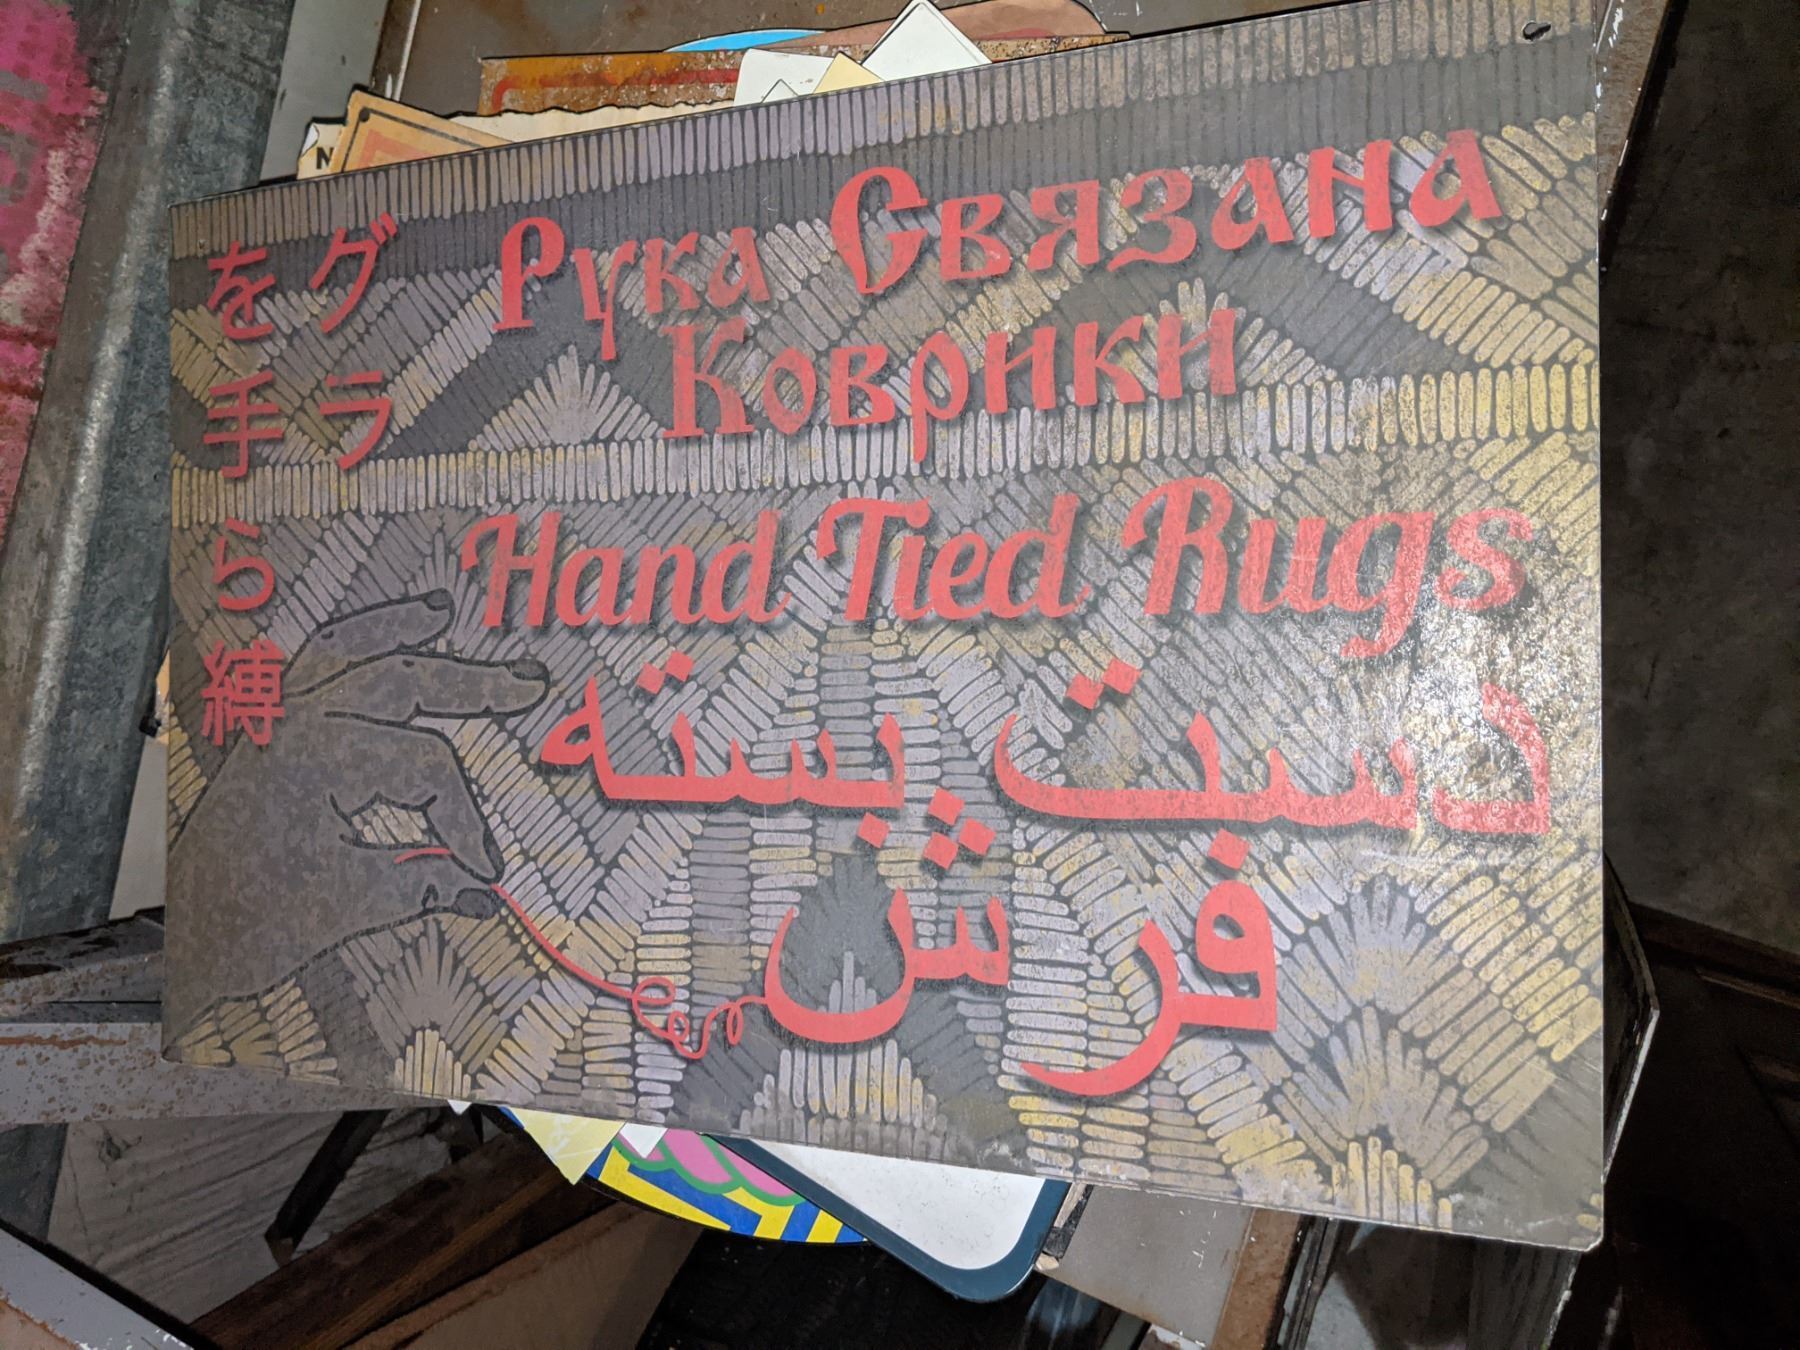 グラ
を手ら縛
Рука Связана
Коврики
Hand Tied Rugs
دست بسته
فرش